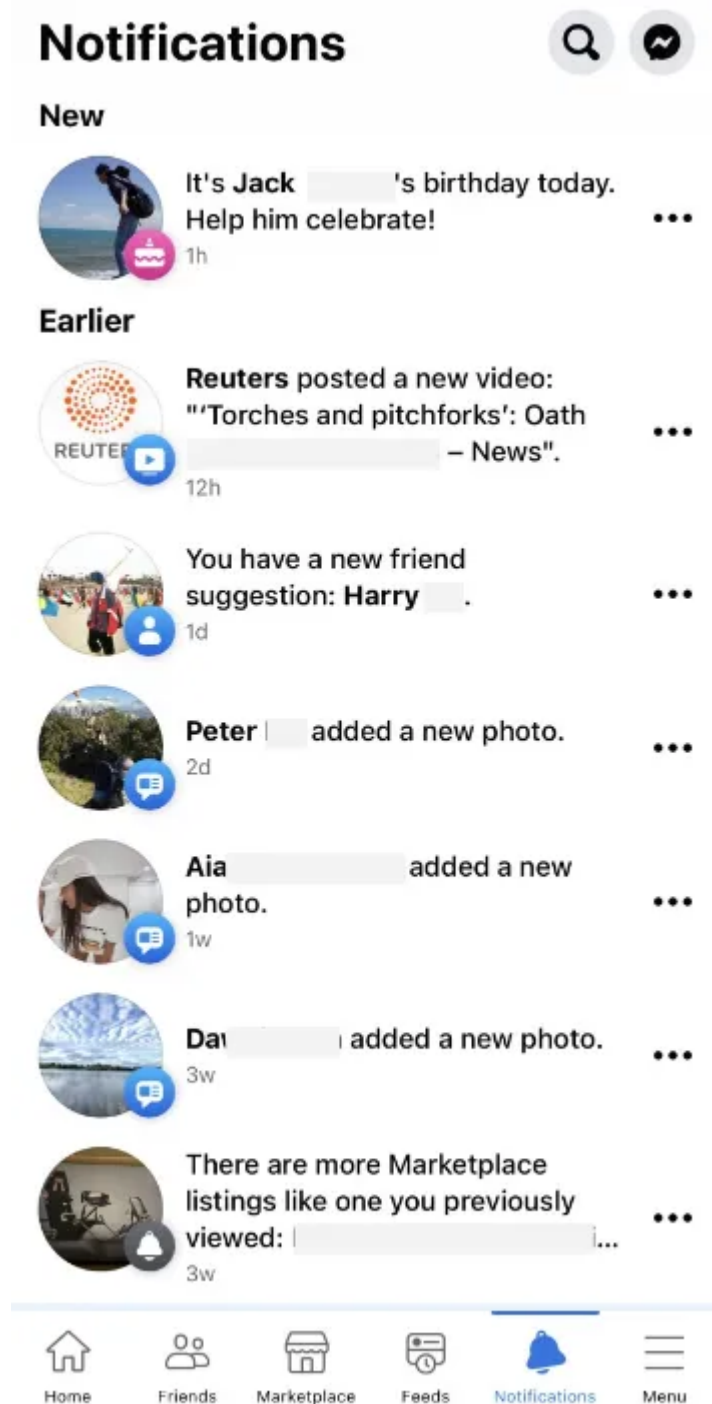 Notifications
New
It's Jack 's birthday today.
Help him celebrate!
1h
Earlier
REUTE
Reuters posted a new video:
"‘Torches and pitchforks’: Oath
– News".
12h
You have a new friend
suggestion: Harry .
1d
Peter added a new photo.
2d
Aia added a new
photo.
1w
added a new photo.
3w
There are more Marketplace
listings like one you previously
viewed: ...
3w
Home Friends Marketplace Feeds Notifications Menu